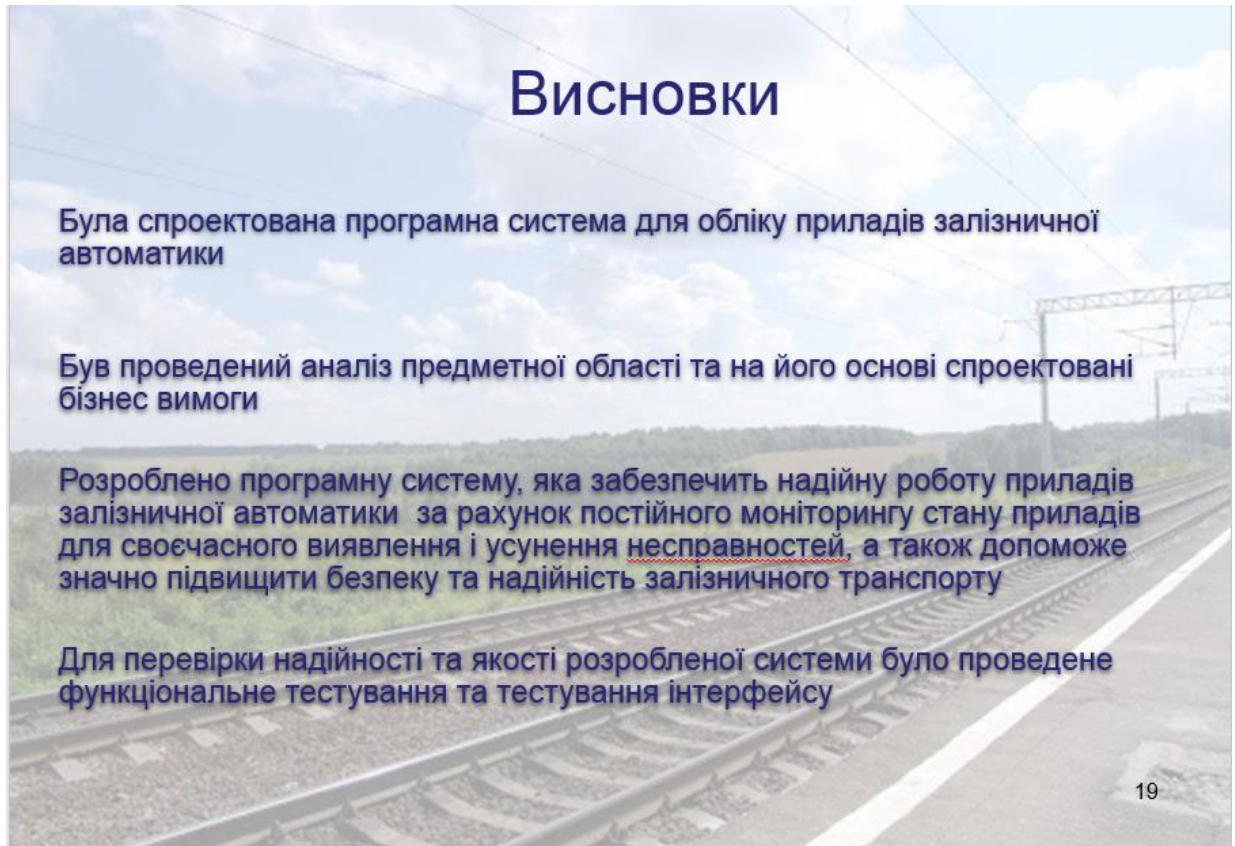 Висновки
Була спроектована програмна система для обліку приладів залізничної
автоматики
Був проведений аналіз предметної області та на його основі спроектовані
бізнес вимоги
Розроблено програмну систему, яка забезпечить надійну роботу приладів
залізничної автоматики  за рахунок постійного моніторингу стану приладів
для своєчасного виявлення і усунення несправностей, а також допоможе
значно підвищити безпеку та надійність залізничного транспорту
Для перевірки надійності та якості розробленої системи було проведене
функціональне тестування та тестування інтерфейсу
19